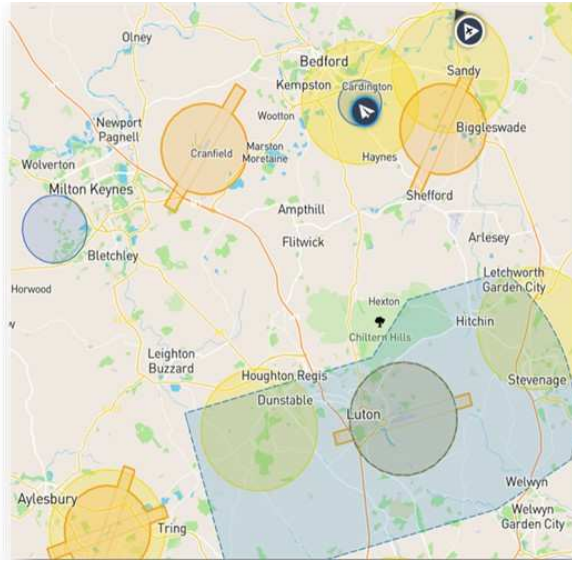 Olney
Bedford
Sandy
Kempston
Cardington
Newport
Pagnell
Wootton
Biggleswade
Cranfield
Marston
Moretaine
Haynes
Wolverton
Milton Keynes
Shefford
Ampthill
Flitwick
Arlesey
Bletchley
Letchworth
Garden City
Horwood
Hexton
Hitchin
Chiltern Hills
Leighton
Buzzard
Houghton Regis
Stevenage
Dunstable
Luton
Welwyn
Aylesbury
Tring
Welwyn
Garden City